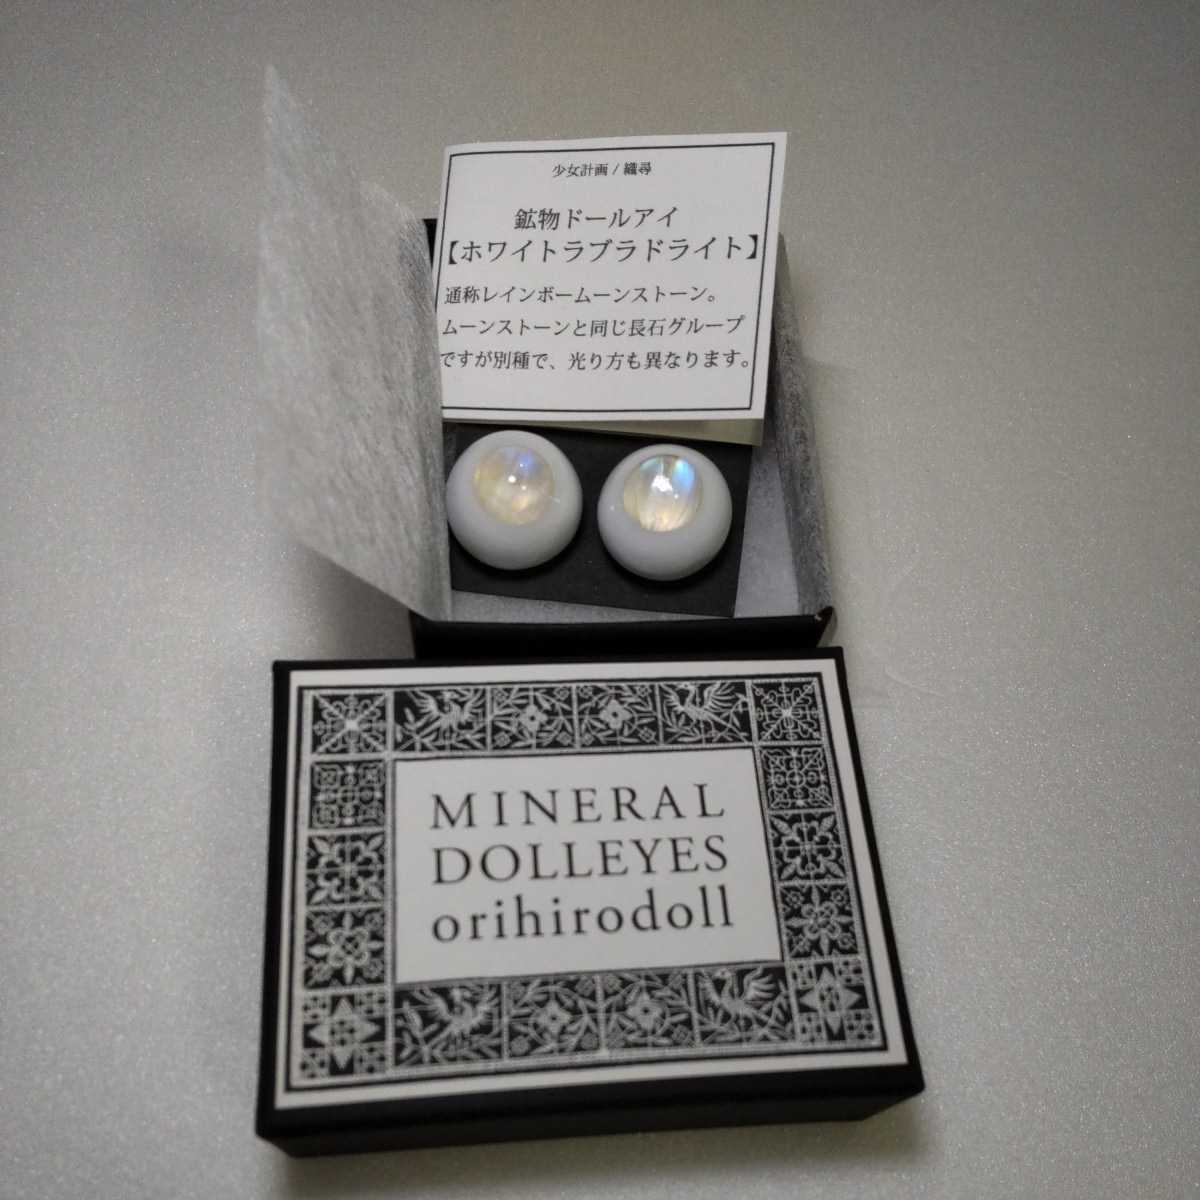 少女計画 / 織尋
鉱物ドールアイ
【ホワイトラブラドライト】
通称レインボームーンストーン。
ムーンストーンと同じ長石グループ
ですが別種で、光り方も異なります。
MINERAL
DOLLEYES
orihirodoll